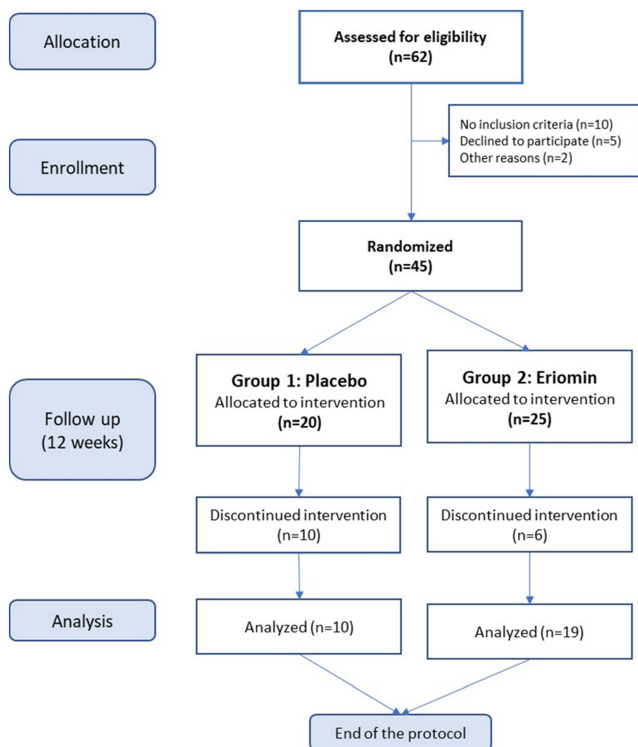 Allocation
Assessed for eligibility
(n=62)
No inclusion criteria (n=10)
Declined to participate (n=5)
Other reasons (n=2)
Enrollment
Randomized
(n=45)
Group 1: Placebo
Allocated to intervention
(n=20)
Group 2: Eriomin
Allocated to intervention
(n=25)
Follow up
(12 weeks)
Discontinued intervention
(n=10)
Discontinued intervention
(n=6)
Analysis
Analyzed (n=10)
Analyzed (n=19)
End of the protocol